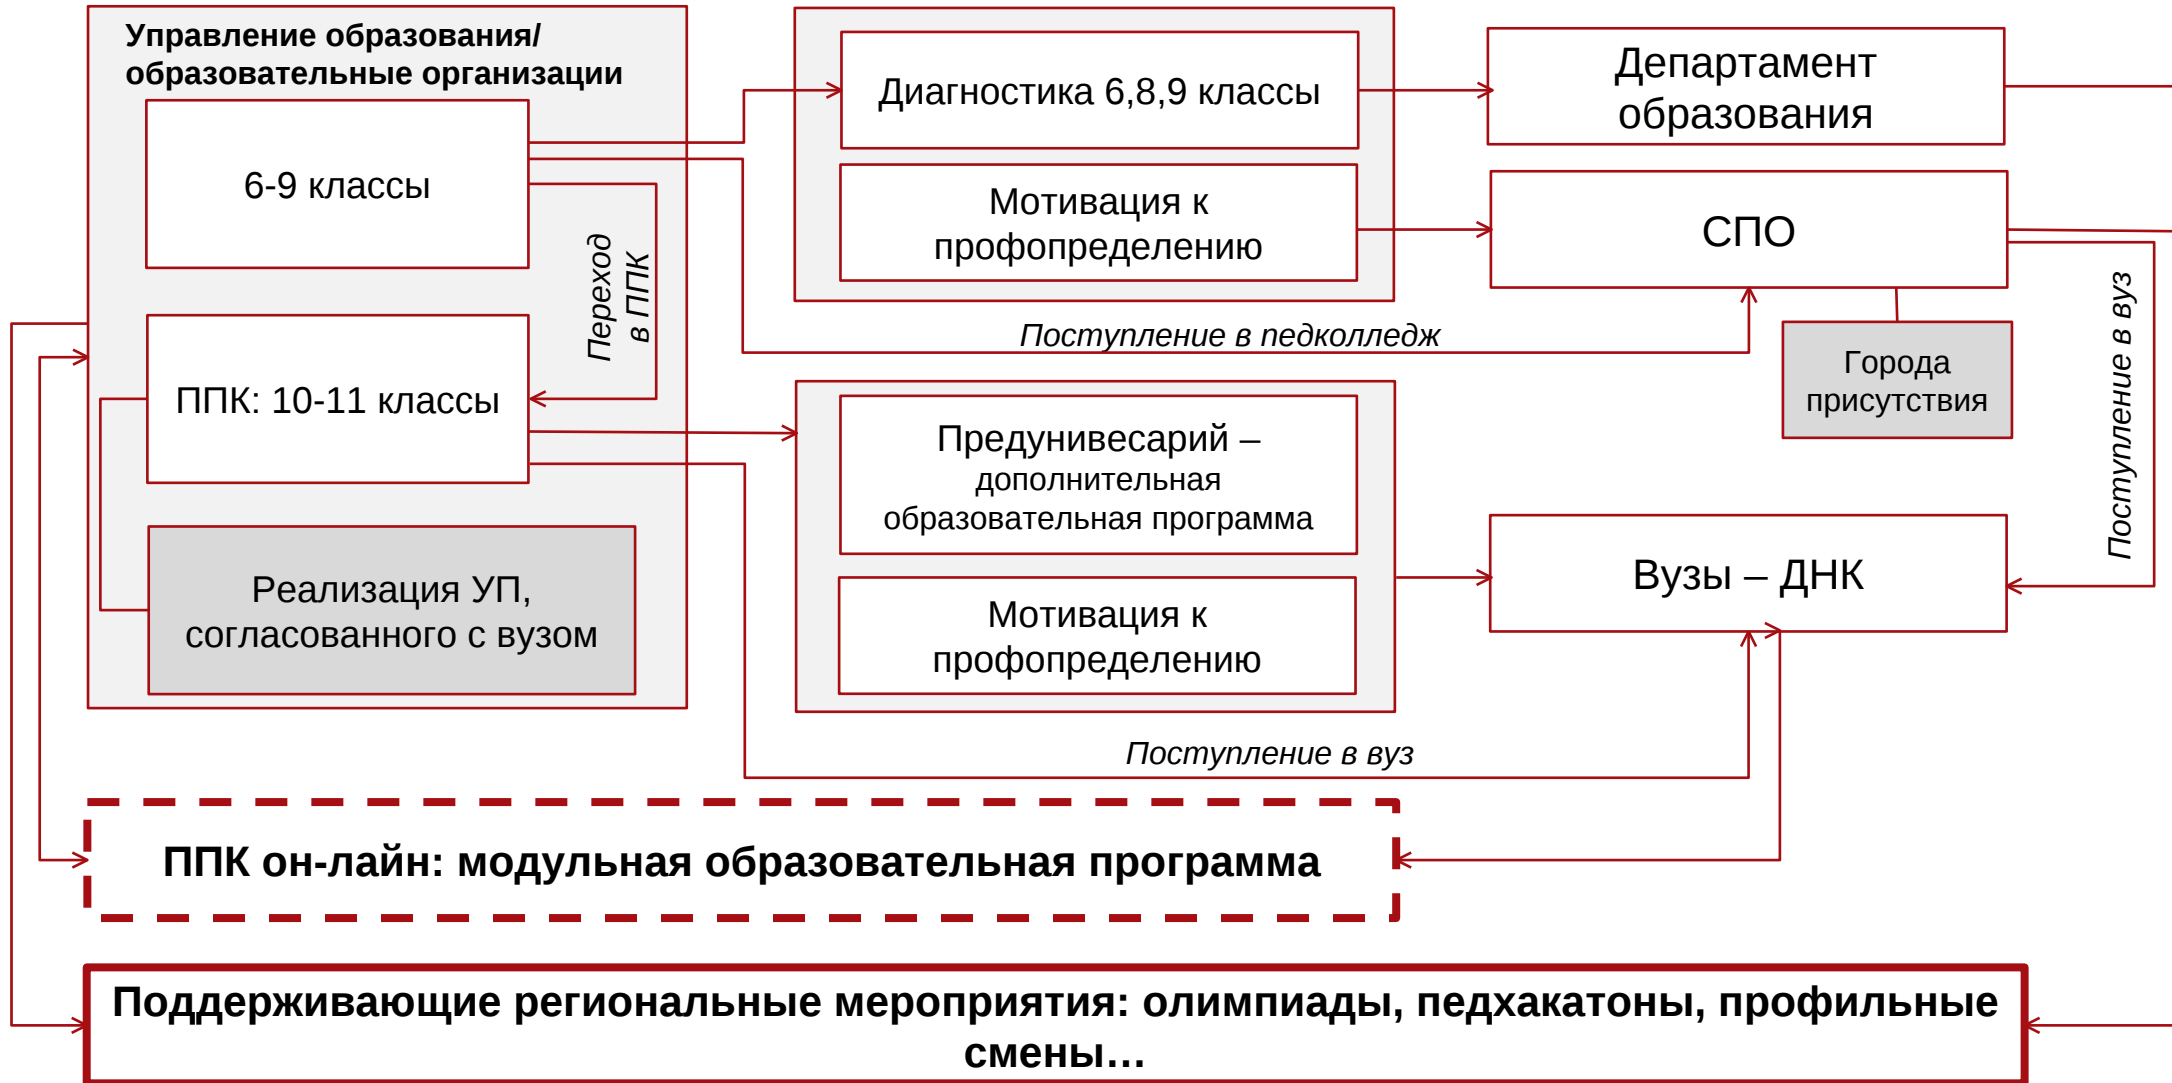 Управление образования/
образовательные организации
6-9 классы
Переход
в ППК
ППК: 10-11 классы
Реализация УП,
согласованного с вузом
Диагностика 6,8,9 классы
Мотивация к
профопределению
Департамент
образования
СПО
Поступление в педколледж
Города
присутствия
Поступление в вуз
Предунивесарий –
дополнительная
образовательная программа
Мотивация к
профопределению
Вузы – ДНК
Поступление в вуз
ППК он-лайн: модульная образовательная программа
Поддерживающие региональные мероприятия: олимпиады, педхакатоны, профильные
смены…